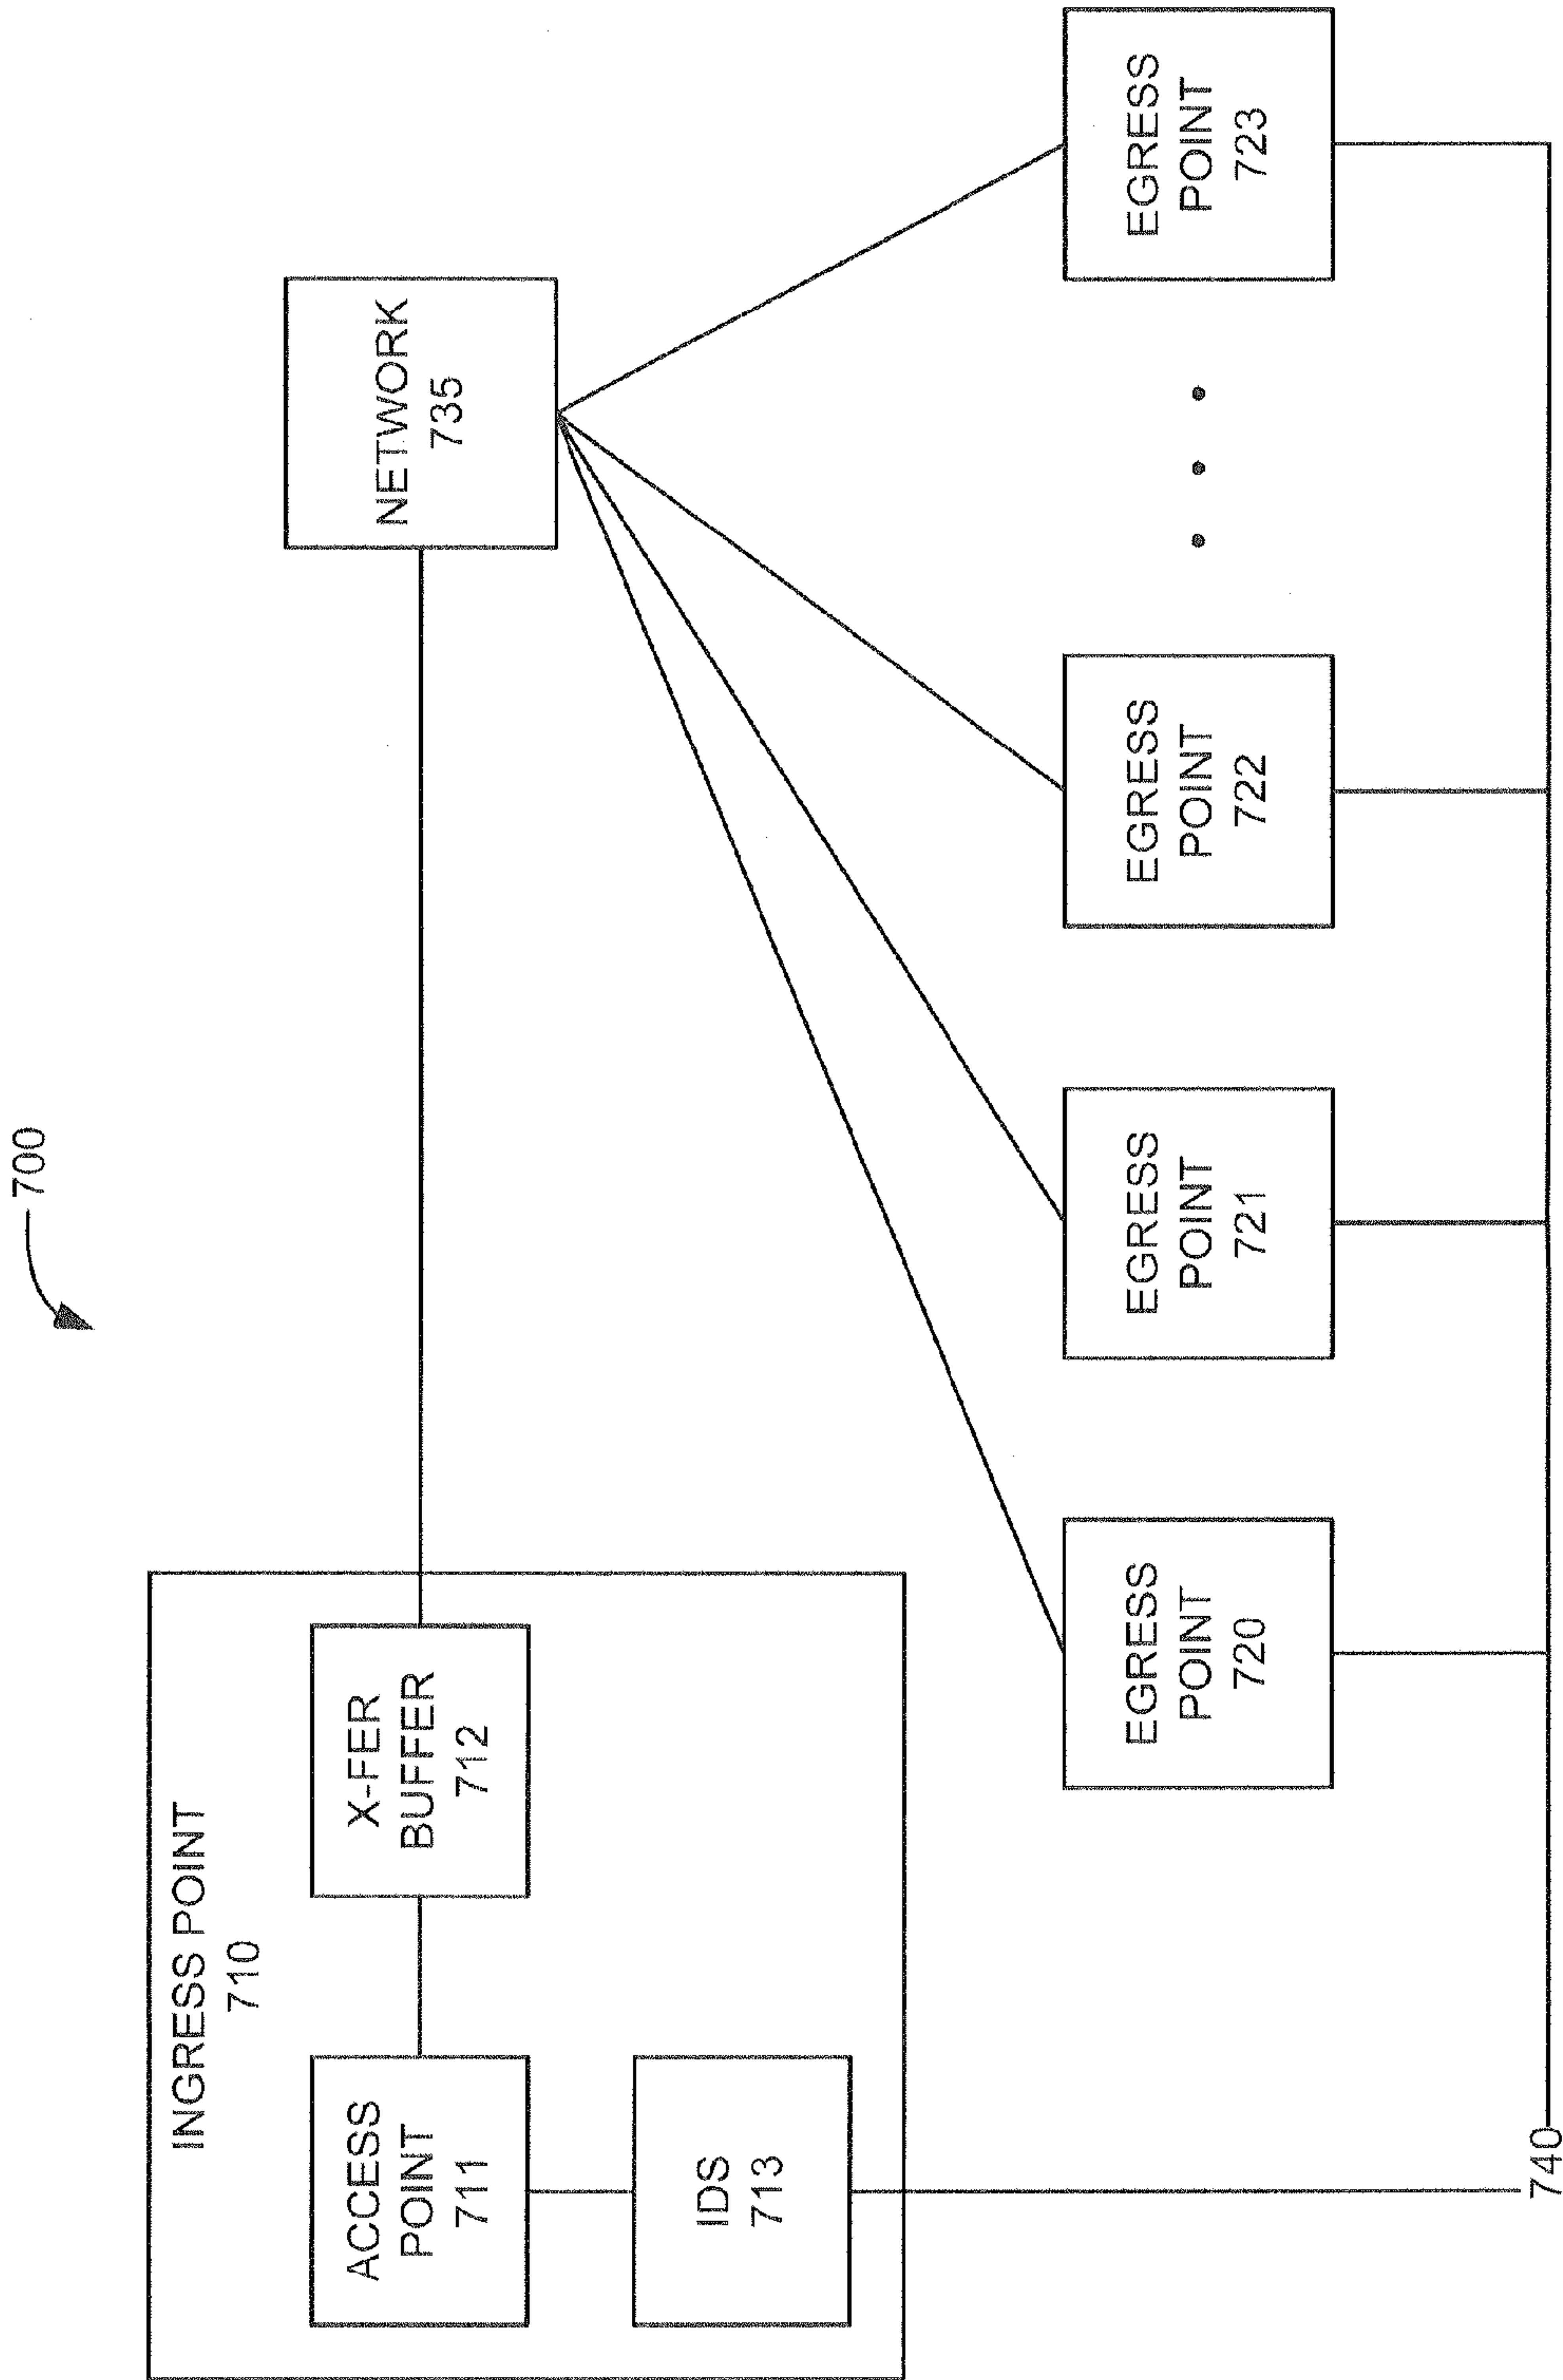 700
INGRESS POINT
710
ACCESS
POINT
711
X-FER
BUFFER
712
IDS
713
NETWORK
735
EGRESS
POINT
720
EGRESS
POINT
721
EGRESS
POINT
722
EGRESS
POINT
723
740